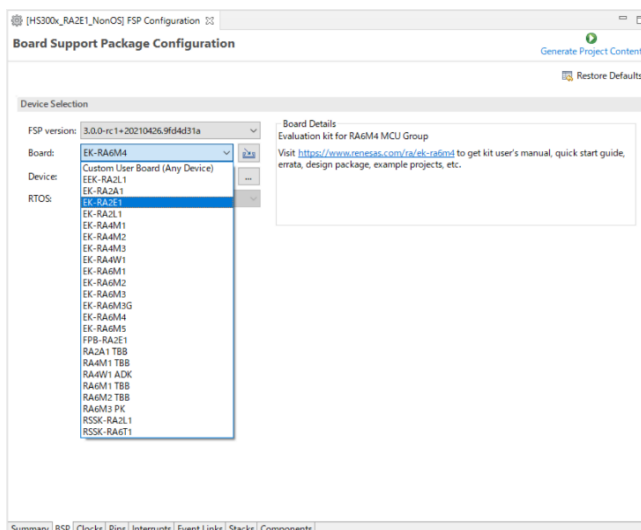 [HS300x_RA2E1_NonOS] FSP Configuration
Board Support Package Configuration
Generate Project Content
Restore Defaults
Device Selection
FSP version: 3.0.0-rc1+20210426.9fd4d31a
Board: EK-RA6M4
Device:
RTOS:
Custom User Board (Any Device)
EEK-RA2L1
EK-RA2A1
EK-RA2E1
EK-RA2L1
EK-RA4M1
EK-RA4M2
EK-RA4M3
EK-RA4W1
EK-RA6M1
EK-RA6M2
EK-RA6M3
EK-RA6M3G
EK-RA6M4
EK-RA6M5
FPB-RA2E1
RA2A1 TBB
RA4M1 TBB
RA4W1 ADK
RA6M1 TBB
RA6M2 TBB
RA6M3 PK
RSSK-RA2L1
RSSK-RA6T1
...
Board Details
Evaluation kit for RA6M4 MCU Group
Visit https://www.renesas.com/ra/ek-ra6m4 to get kit user's manual, quick start guide,
errata, design package, example projects, etc.
Summary BSP Clocks Pins Interrupts Event Links Stacks Components